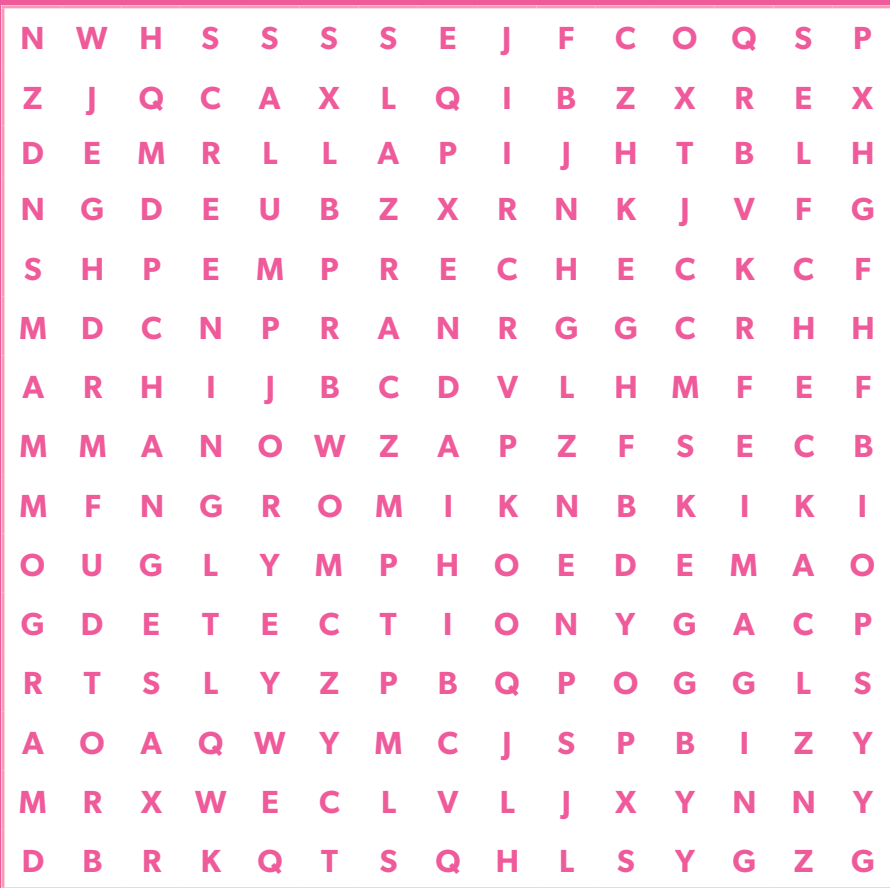 N W H S S S S E J F C O Q S P
Z J Q C A X L Q I B Z X R E X
D E M R L L A P I J H T B L H
N G D E U B Z X R N K J V F G
S H P E M P R E C H E C K C F
M D C N P R A N R G G C R H H
A R H I J B C D V L H M F E F
M M A N O W Z A P Z F S E C B
M F N G R O M I K N B K I K I
O U G L Y M P H O E D E M A O
G D E T E C T I O N Y G A C P
R T S L Y Z P B Q P O G G L S
A O A Q W Y M C J S P B I Z Y
M R X W E C L V L J X Y N N Y
D B R K Q T S Q H L S Y G Z G